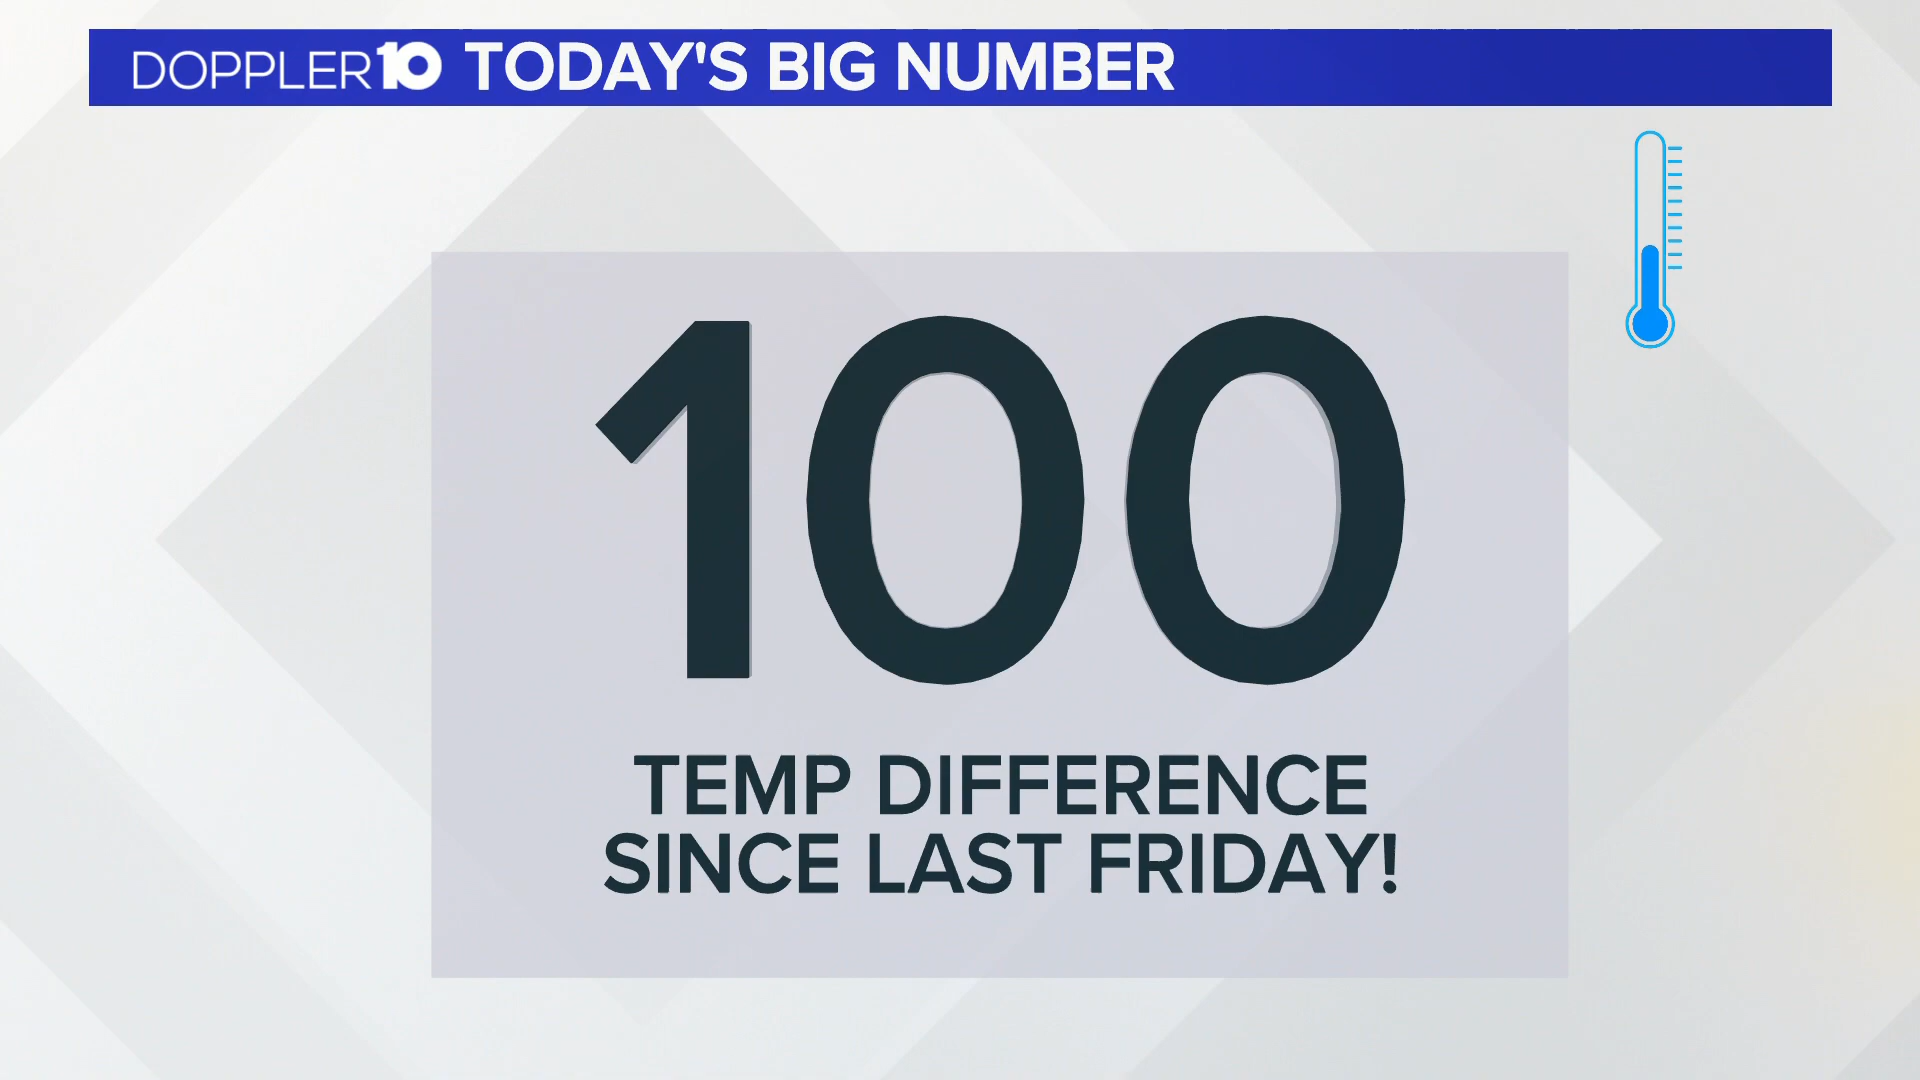 DOPPLER10 TODAY'S BIG NUMBER
100
TEMP DIFFERENCE
SINCE LAST FRIDAY!